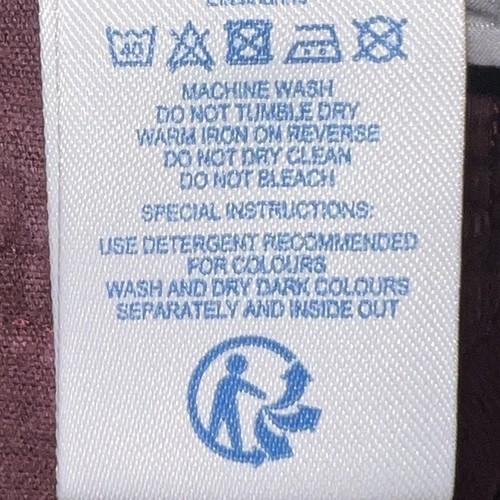 40
MACHINE WASH
DO NOT TUMBLE DRY
WARM IRON ON REVERSE
DO NOT DRY CLEAN
DO NOT BLEACH
SPECIAL INSTRUCTIONS:
USE DETERGENT RECOMMENDED
FOR COLOURS
WASH AND DRY DARK COLOURS
SEPARATELY AND INSIDE OUT